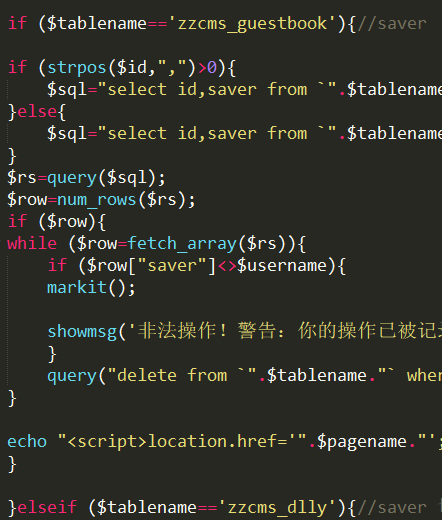 if ($tablename=='zzcms_guestbook'){//saver
if (strpos($id,",")>0){
$sql="select id,saver from `".$tablename
}else{
$sql="select id,saver from `".$tablename
}
$rs=query($sql);
$row=num_rows($rs);
if ($row){
while ($row=fetch_array($rs)){
if ($row["saver"]<>$username){
markit();
showmsg('非法操作！警告：你的操作已被记录
}
query("delete from `".$tablename."` wher
}
echo "<script>location.href='".$pagename."';
}
}elseif ($tablename=='zzcms_dlly'){//saver